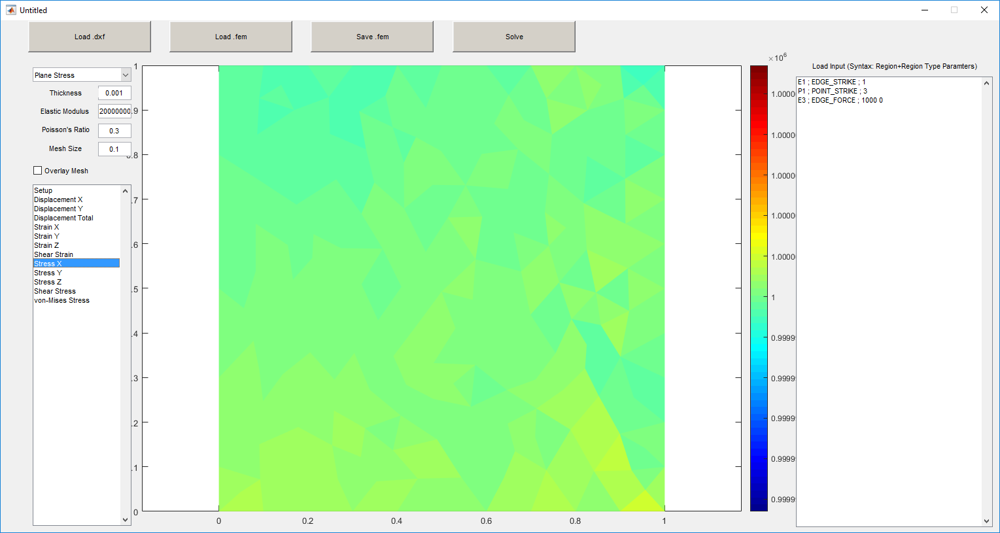 Untitled
Load .dxf
Load .fem
Save .fem
Solve
Plane Stress
Thickness 0.001
Elastic Modulus 20000000
Poisson's Ratio 0.3
Mesh Size 0.1
Overlay Mesh
Setup
Displacement X
Displacement Y
Displacement Total
Strain X
Strain Y
Strain Z
Shear Strain
Stress X
Stress Y
Stress Z
Shear Stress
von-Mises Stress
1
.9
.8
.7
.6
.5
.4
.3
.2
.1
0
0 0.2 0.4 0.6 0.8 1
×10⁶
1.0000
1.0000
1.0000
1.0000
1.0000
1
0.9999
0.9999
0.9999
0.9999
0.9999
Load Input (Syntax: Region+Region Type Paramters)
E1 ; EDGE_STRIKE ; 1
P1 ; POINT_STRIKE ; 3
E3 ; EDGE_FORCE ; 1000 0